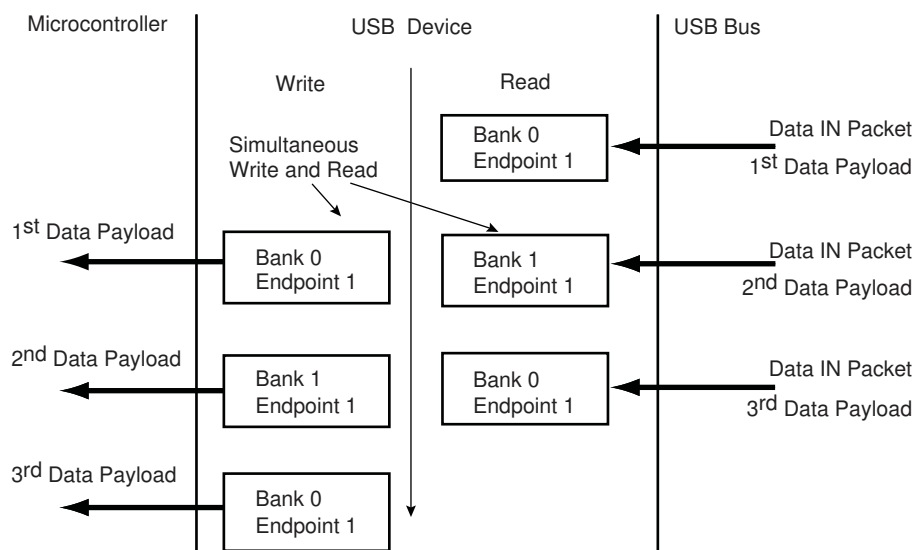 Microcontroller
USB Device
USB Bus
Write
Read
Bank 0
Endpoint 1
Data IN Packet
1st Data Payload
Simultaneous
Write and Read
1st Data Payload
Bank 0
Endpoint 1
Bank 1
Endpoint 1
Data IN Packet
2nd Data Payload
2nd Data Payload
Bank 1
Endpoint 1
Bank 0
Endpoint 1
Data IN Packet
3rd Data Payload
3rd Data Payload
Bank 0
Endpoint 1